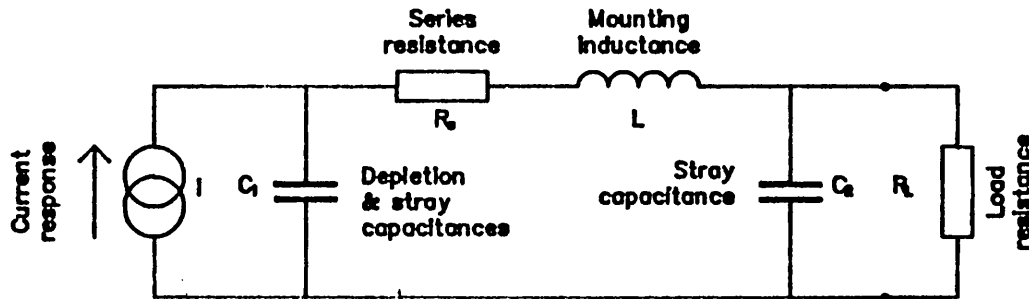 Series
resistance
Mounting
inductance
Rs
L
Current
response
I
C1
Depletion
& stray
capacitances
Stray
capacitance
C2
RL
Load
resistance